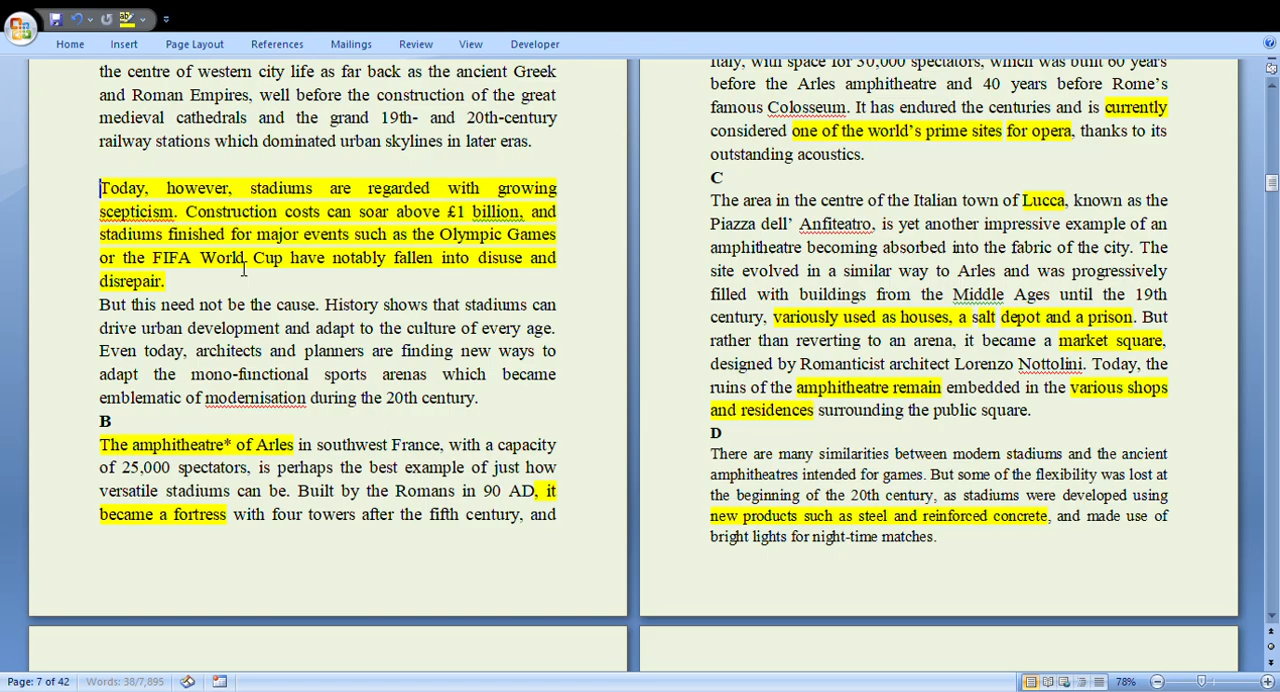 Home Insert Page Layout References Mailings Review View Developer
the centre of western city life as far back as the ancient Greek
and Roman Empires, well before the construction of the great
medieval cathedrals and the grand 19th- and 20th-century
railway stations which dominated urban skylines in later eras.
Today, however, stadiums are regarded with growing
scepticism. Construction costs can soar above £1 billion, and
stadiums finished for major events such as the Olympic Games
or the FIFA World Cup have notably fallen into disuse and
disrepair.
But this need not be the cause. History shows that stadiums can
drive urban development and adapt to the culture of every age.
Even today, architects and planners are finding new ways to
adapt the mono-functional sports arenas which became
emblematic of modernisation during the 20th century.
B
The amphitheatre* of Arles in southwest France, with a capacity
of 25,000 spectators, is perhaps the best example of just how
versatile stadiums can be. Built by the Romans in 90 AD, it
became a fortress with four towers after the fifth century, and
Italy, with space for 30,000 spectators, which was built 60 years
before the Arles amphitheatre and 40 years before Rome's
famous Colosseum. It has endured the centuries and is currently
considered one of the world's prime sites for opera, thanks to its
outstanding acoustics.
C
The area in the centre of the Italian town of Lucca, known as the
Piazza dell' Anfiteatro, is yet another impressive example of an
amphitheatre becoming absorbed into the fabric of the city. The
site evolved in a similar way to Arles and was progressively
filled with buildings from the Middle Ages until the 19th
century, variously used as houses, a salt depot and a prison. But
rather than reverting to an arena, it became a market square,
designed by Romanticist architect Lorenzo Nottolini. Today, the
ruins of the amphitheatre remain embedded in the various shops
and residences surrounding the public square.
D
There are many similarities between modern stadiums and the ancient
amphitheatres intended for games. But some of the flexibility was lost at
the beginning of the 20th century, as stadiums were developed using
new products such as steel and reinforced concrete, and made use of
bright lights for night-time matches.
Page: 7 of 42 Words: 38/7,895 78%